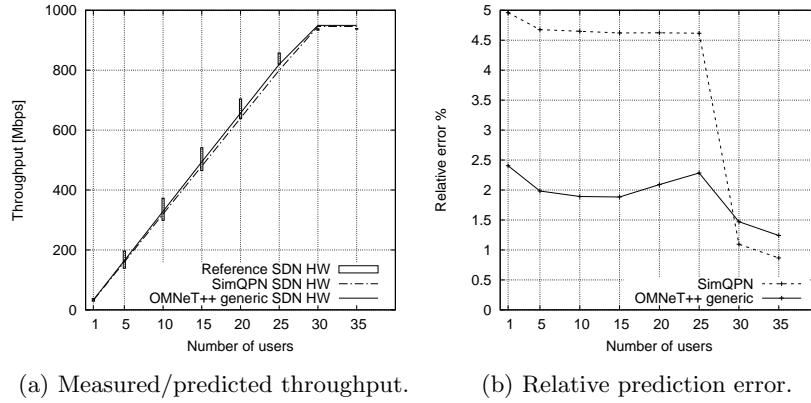 1000
800
600
400
200
0
Throughput [Mbps]
Reference SDN HW
SimQPN SDN HW
OMNeT++ generic SDN HW
1 5 10 15 20 25 30 35
Number of users
(a) Measured/predicted throughput.
5
4.5
4
3.5
3
2.5
2
1.5
1
0.5
0
Relative error %
SimQPN
OMNeT++ generic
1 5 10 15 20 25 30 35
Number of users
(b) Relative prediction error.